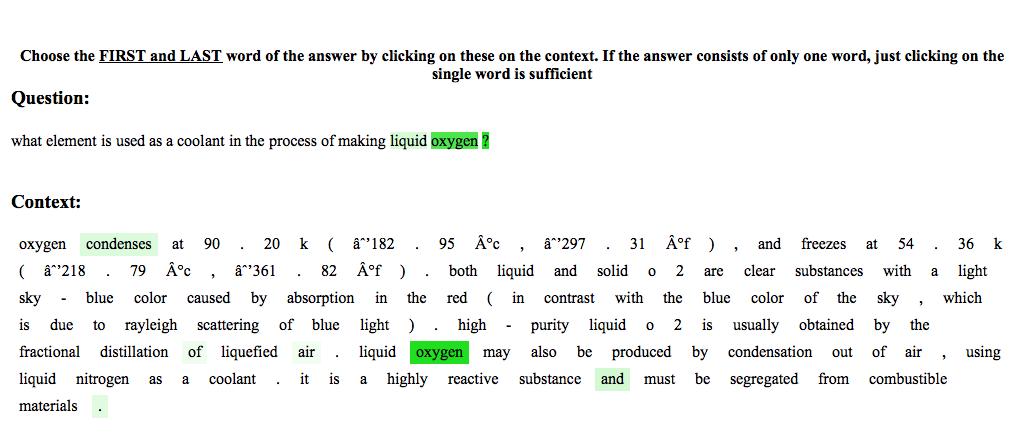 Choose the FIRST and LAST word of the answer by clicking on these on the context. If the answer consists of only one word, just clicking on the
single word is sufficient
Question:
what element is used as a coolant in the process of making liquid oxygen ?
Context:
oxygen condenses at 90 . 20 k ( âˆ’182 . 95 Â°c , âˆ’297 . 31 Â°f ) , and freezes at 54 . 36 k
( âˆ’218 . 79 Â°c , âˆ’361 . 82 Â°f ) . both liquid and solid o 2 are clear substances with a light
sky - blue color caused by absorption in the red ( in contrast with the blue color of the sky , which
is due to rayleigh scattering of blue light ) . high - purity liquid o 2 is usually obtained by the
fractional distillation of liquefied air . liquid oxygen may also be produced by condensation out of air , using
liquid nitrogen as a coolant . it is a highly reactive substance and must be segregated from combustible
materials .